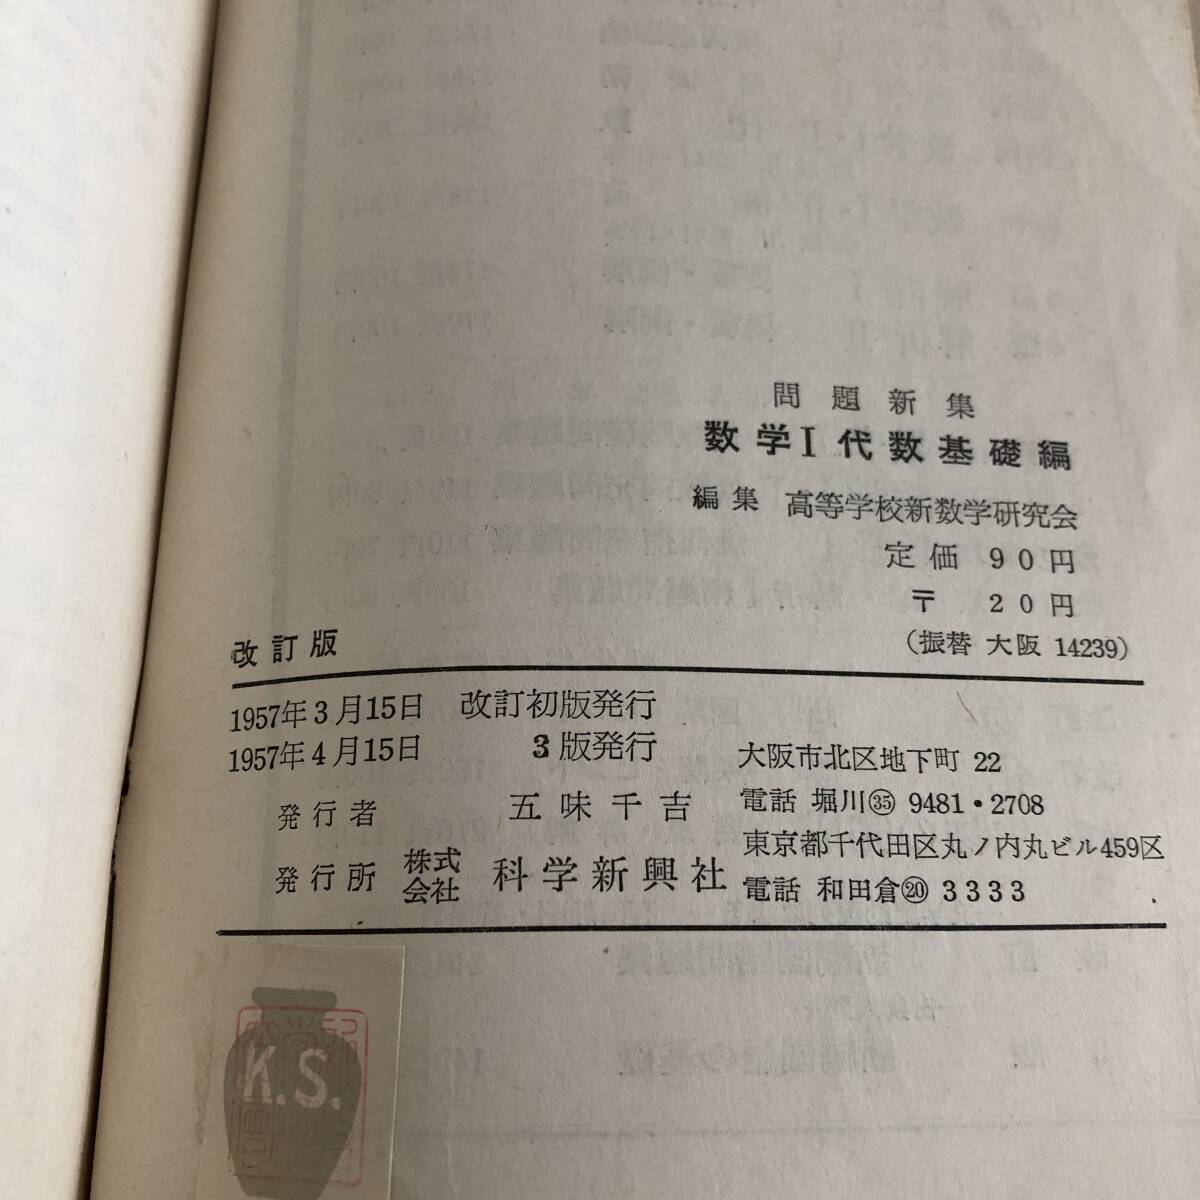 問題新集
数学Ⅰ代数基礎編
編集 高等学校新数学研究会
定価 90円
〒 20円
(振替 大阪 14239)
改訂版
1957年3月15日 改訂初版発行
1957年4月15日 3版発行
大阪市北区地下町 22
発行者 五味千吉
電話 堀川㉟ 9481・2708
東京都千代田区丸ノ内丸ビル459区
発行所 株式会社 科学新興社
電話 和田倉⑳ 3333
K.S.